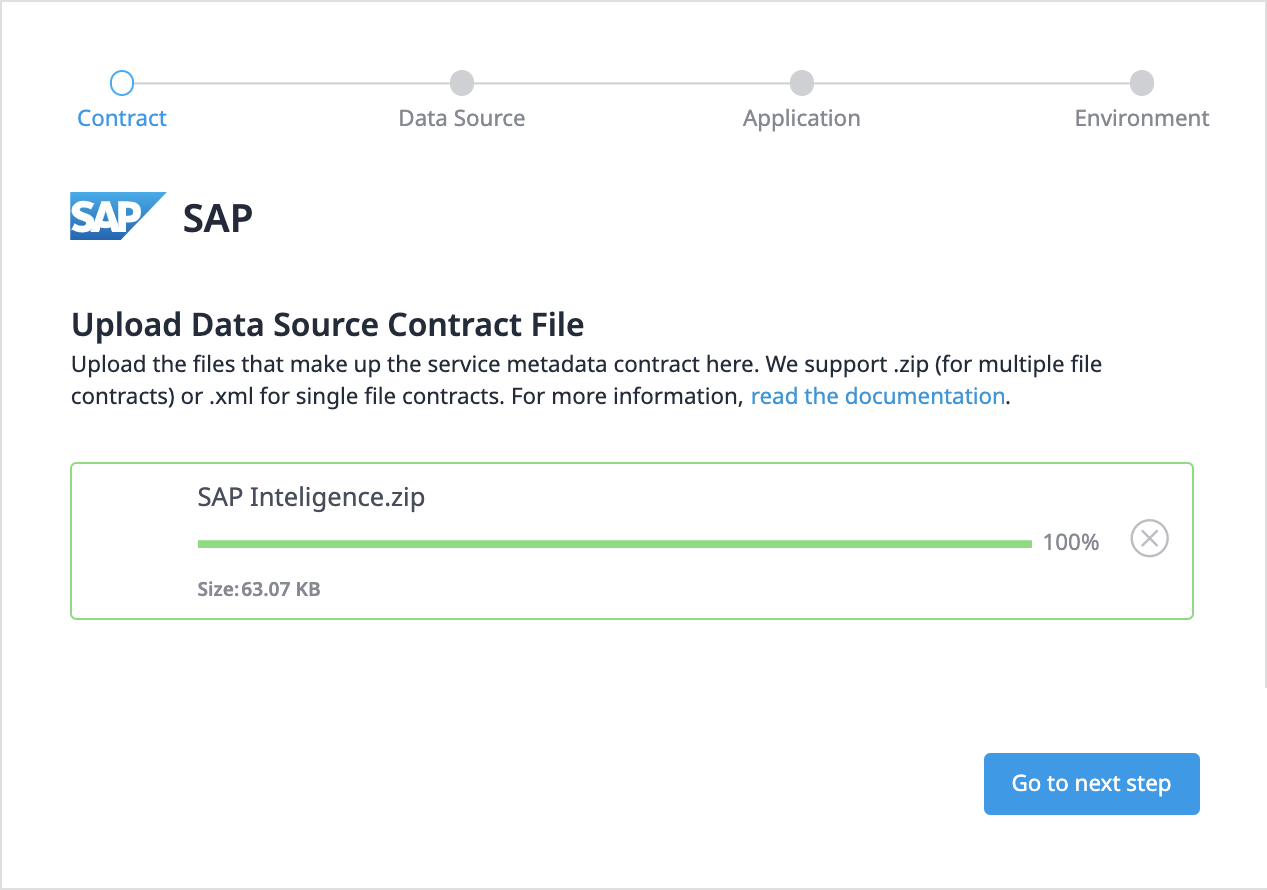 Contract
Data Source
Application
Environment
SAP SAP
Upload Data Source Contract File
Upload the files that make up the service metadata contract here. We support .zip (for multiple file
contracts) or .xml for single file contracts. For more information, read the documentation.
SAP Inteligence.zip
100%
Size: 63.07 KB
Go to next step